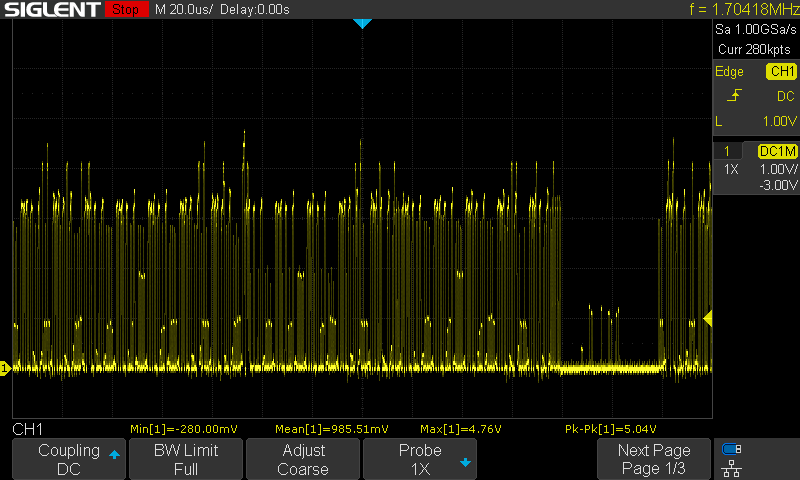 SIGLENT Stop M 20.0us/ Delay:0.00s f = 1.70418MHz
Sa 1.00GSa/s
Curr 280kpts
Edge CH1
DC
L 1.00V
1 DC1M
1X 1.00V/
-3.00V
1
CH1 Min[1]=-280.00mV Mean[1]=985.51mV Max[1]=4.76V Pk-Pk[1]=5.04V
Coupling BW Limit Adjust Probe Next Page
DC Full Coarse 1X Page 1/3